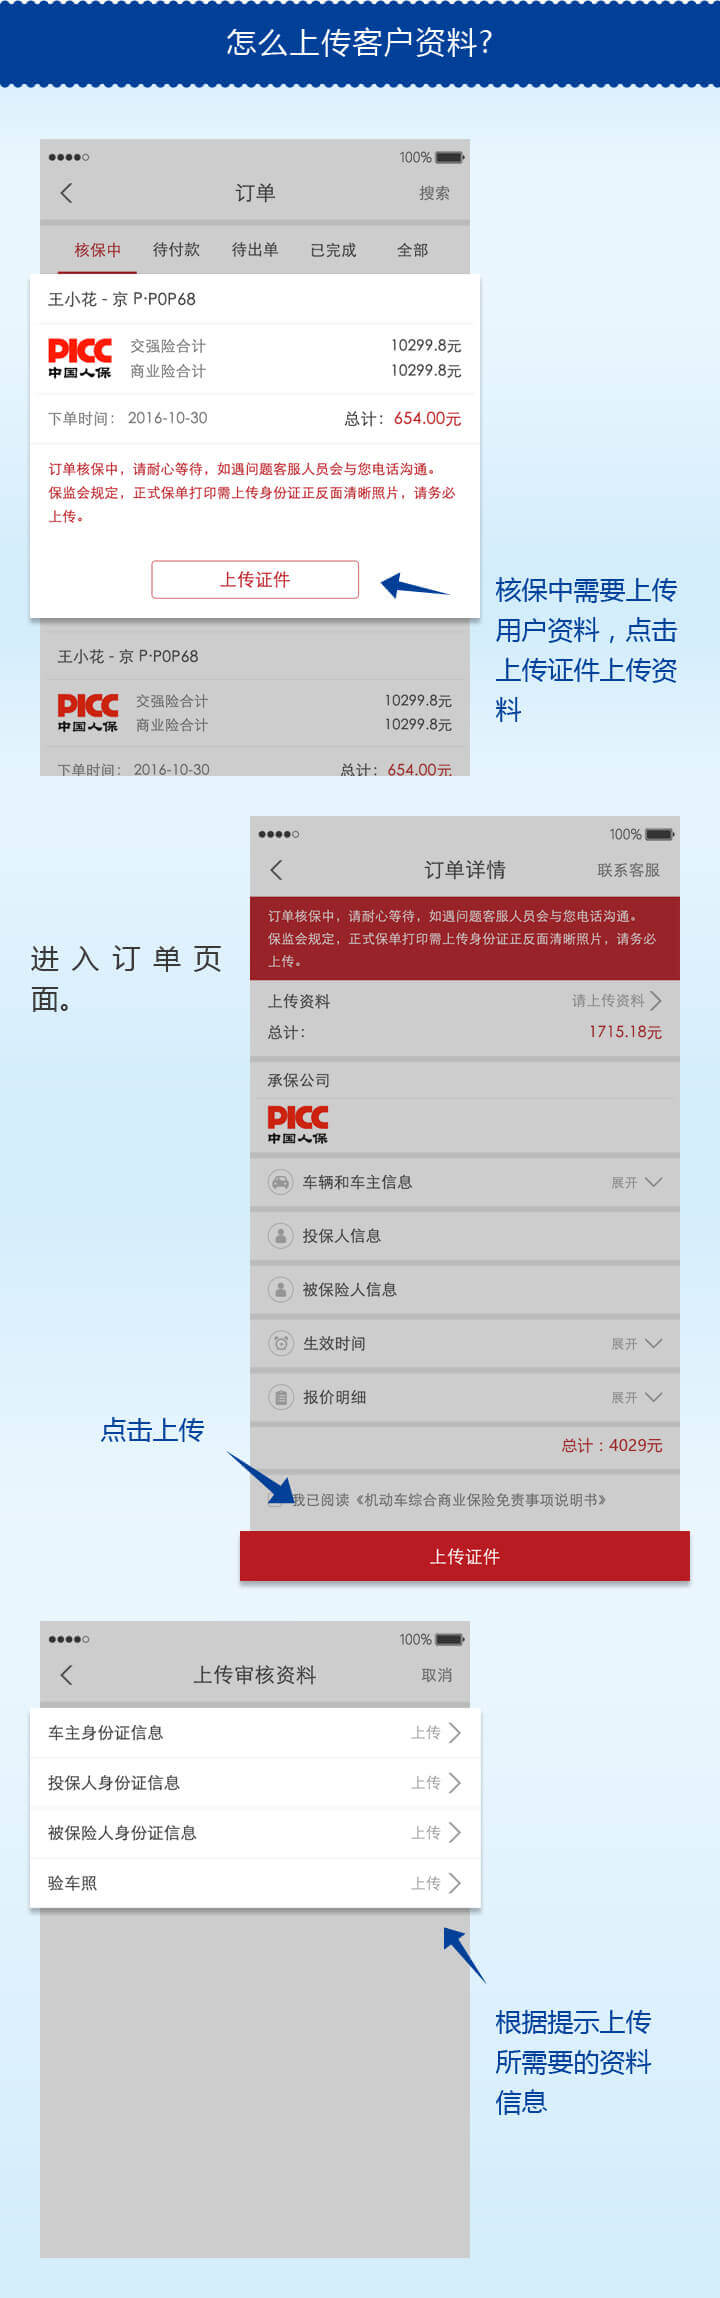 怎么上传客户资料?
100%
订单
搜索
核保中 待付款 待出单 已完成 全部
王小花 - 京 P·P0P68
PICC
中国人保
交强险合计 10299.8元
商业险合计 10299.8元
下单时间： 2016-10-30 总计：654.00元
订单核保中，请耐心等待，如遇问题客服人员会与您电话沟通。
保监会规定，正式保单打印需上传身份证正反面清晰照片，请务必
上传。
上传证件
核保中需要上传
用户资料，点击
上传证件上传资
料
王小花 - 京 P·P0P68
PICC
中国人保
交强险合计 10299.8元
商业险合计 10299.8元
下单时间： 2016-10-30 总计：654.00元
进入订单页
面。
100%
订单详情
联系客服
订单核保中，请耐心等待，如遇问题客服人员会与您电话沟通。
保监会规定，正式保单打印需上传身份证正反面清晰照片，请务必
上传。
上传资料 请上传资料
总计： 1715.18元
承保公司
PICC
中国人保
车辆和车主信息 展开
投保人信息
被保险人信息
生效时间 展开
报价明细 展开
总计：4029元
点击上传
我已阅读《机动车综合商业保险免责事项说明书》
上传证件
100%
上传审核资料
取消
车主身份证信息 上传
投保人身份证信息 上传
被保险人身份证信息 上传
验车照 上传
根据提示上传
所需要的资料
信息